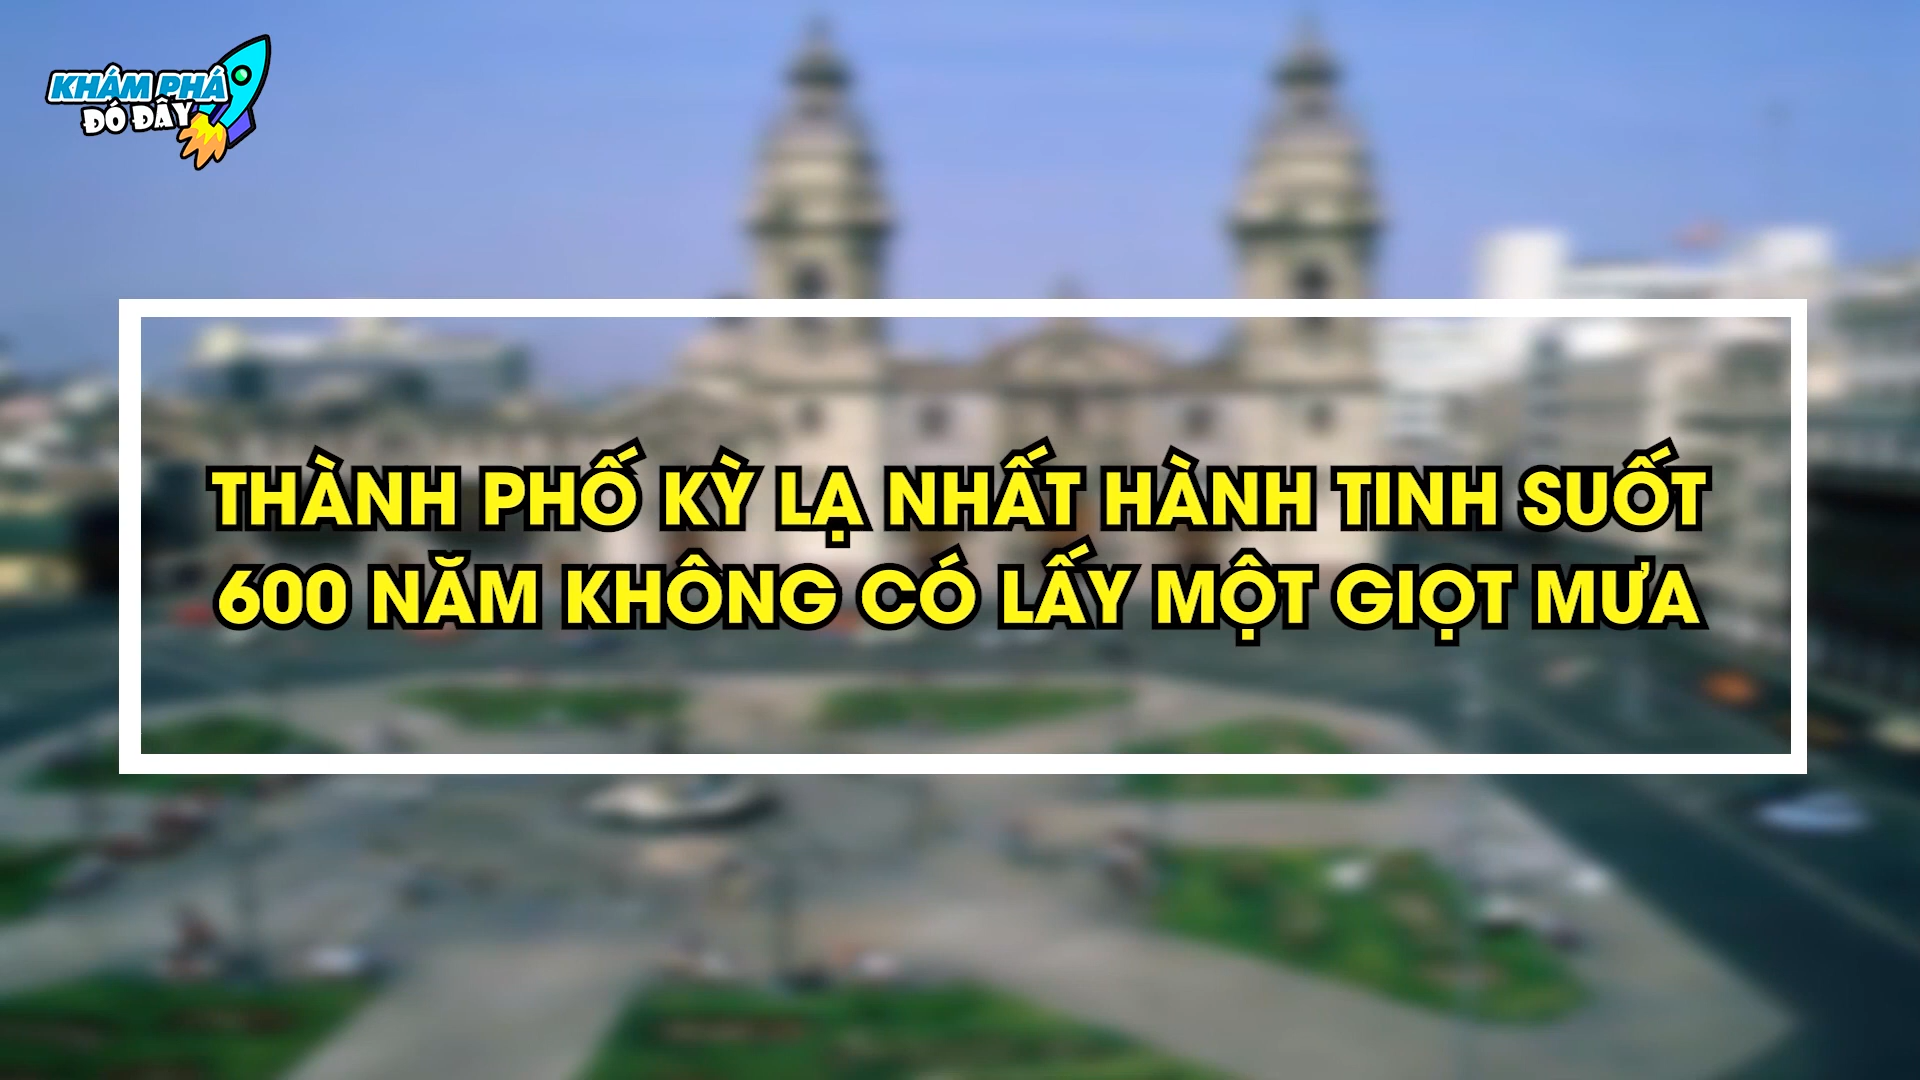 KHÁM PHÁ
ĐÓ ĐÂY
THÀNH PHỐ KỲ LẠ NHẤT HÀNH TINH SUỐT
600 NĂM KHÔNG CÓ LẤY MỘT GIỌT MƯA